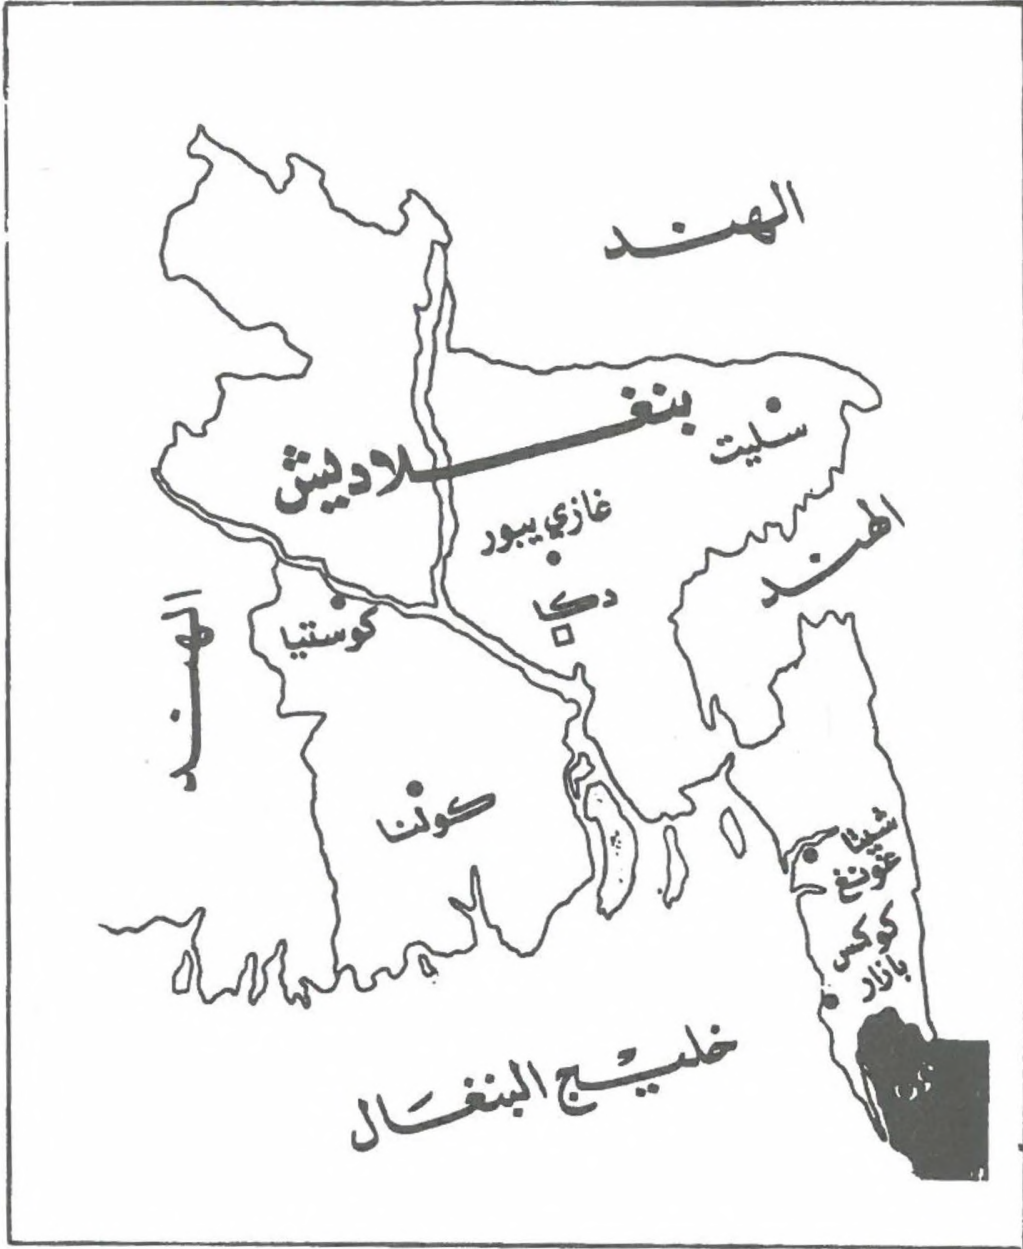 الهند
بنغلاديش
سليت
غازي يبور
الهند
دكا
كوستيا
الهند
كولنا
شيتا
غونغ
كوكس
بازار
خليج البنغال